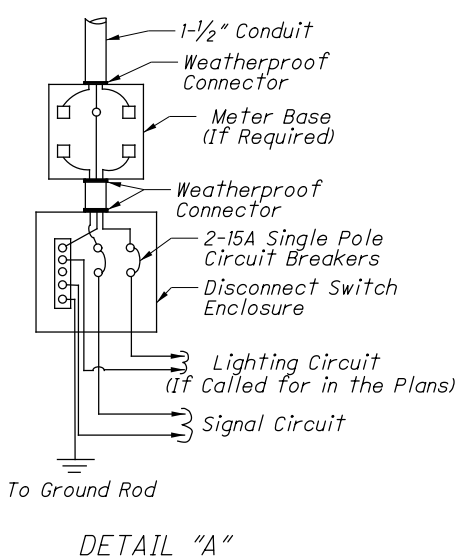 1-1/2" Conduit
Weatherproof
Connector
Meter Base
(If Required)
Weatherproof
Connector
2-15A Single Pole
Circuit Breakers
Disconnect Switch
Enclosure
Lighting Circuit
(If Called for in the Plans)
Signal Circuit
To Ground Rod
DETAIL "A"